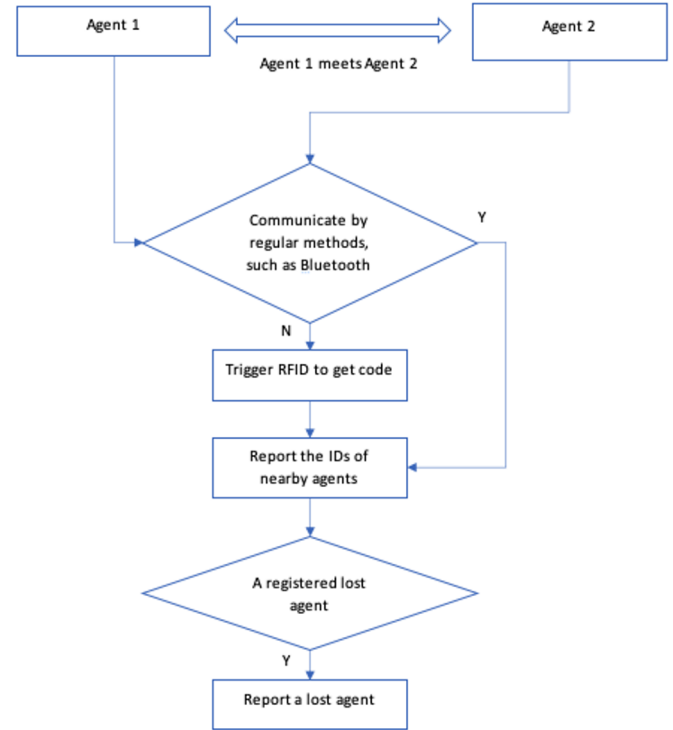 Agent 1
Agent 2
Agent 1 meets Agent 2
Communicate by
regular methods,
such as Bluetooth
Y
N
Trigger RFID to get code
Report the IDs of
nearby agents
A registered lost
agent
Y
Report a lost agent